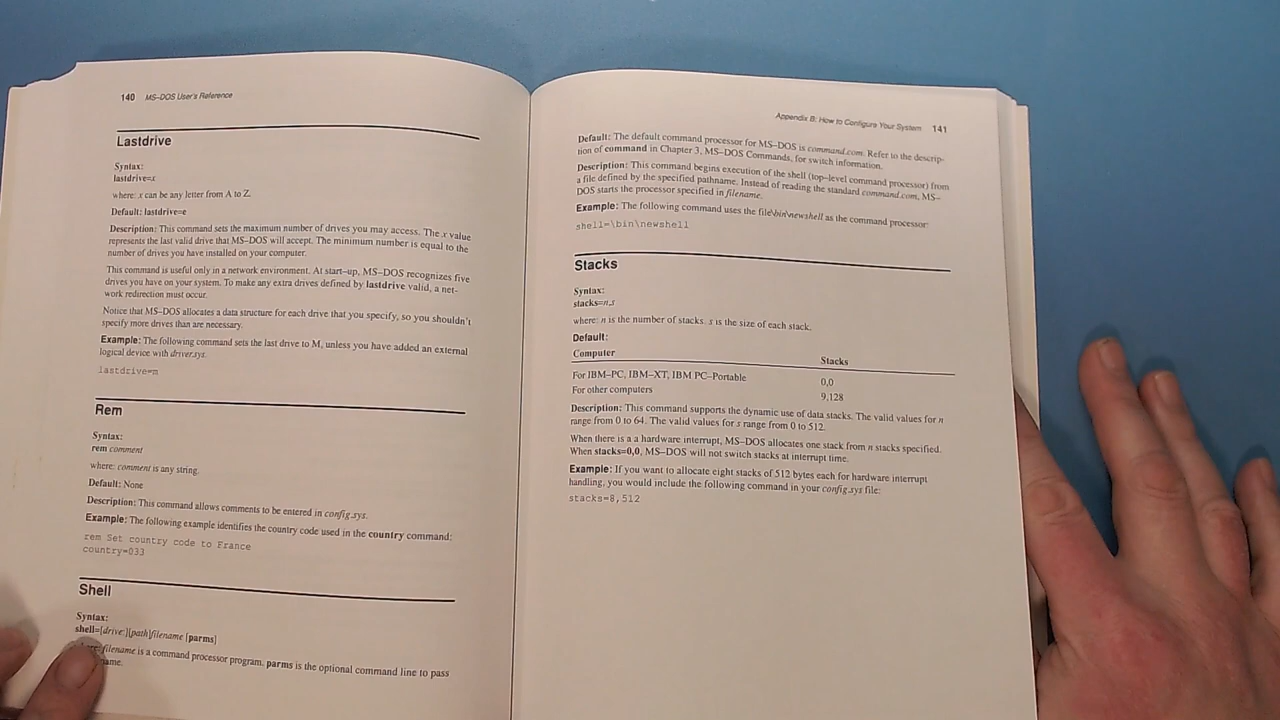 140 MS-DOS User's Reference
Lastdrive
Syntax:
lastdrive=x
where: x can be any letter from A to Z.
Default: lastdrive=e
Description: This command sets the maximum number of drives you may access. The x value
represents the last valid drive that MS-DOS will accept. The minimum number is equal to the
number of drives you have installed on your computer.
This command is useful only in a network environment. At start-up, MS-DOS recognizes five
drives you have on your system. To make any extra drives defined by lastdrive valid, a net-
work redirection must occur.
Notice that MS-DOS allocates a data structure for each drive that you specify, so you shouldn't
specify more drives than are necessary.
Example: The following command sets the last drive to M, unless you have added an external
logical device with driver.sys.
lastdrive=m
Rem
Syntax:
rem comment
where: comment is any string.
Default: None
Description: This command allows comments to be entered in config.sys.
Example: The following example identifies the country code used in the country command:
rem Set country code to France
country=033
Shell
Syntax:
shell=[drive:][path]filename [parms]
filename is a command processor program. parms is the optional command line to pass
Appendix B: How to Configure Your System 141
Default: The default command processor for MS-DOS is command.com. Refer to the descrip-
tion of command in Chapter 3, MS-DOS Commands, for switch information.
Description: This command begins execution of the shell (top-level command processor) from
a file defined by the specified pathname. Instead of reading the standard command.com, MS-
DOS starts the processor specified in filename.
Example: The following command uses the file\bin\newshell as the command processor:
shell=\bin\newshell
Stacks
Syntax:
stacks=n,s
where: n is the number of stacks. s is the size of each stack.
Default:
Computer Stacks
For IBM-PC, IBM-XT, IBM PC-Portable 0,0
For other computers 9,128
Description: This command supports the dynamic use of data stacks. The valid values for n
range from 0 to 64. The valid values for s range from 0 to 512.
When there is a a hardware interrupt, MS-DOS allocates one stack from n stacks specified.
When stacks=0,0, MS-DOS will not switch stacks at interrupt time.
Example: If you want to allocate eight stacks of 512 bytes each for hardware interrupt
handling, you would include the following command in your config.sys file:
stacks=8,512